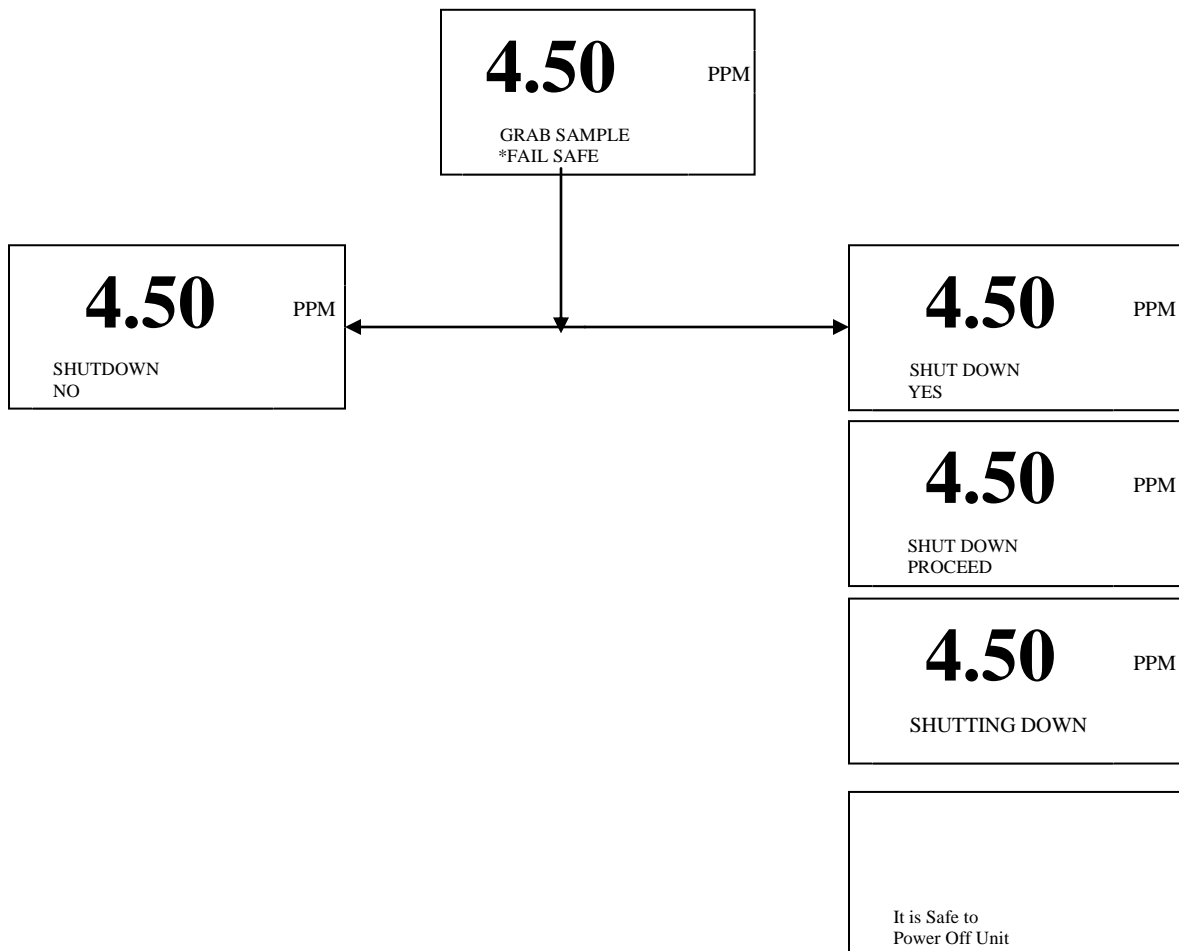 4.50 PPM
GRAB SAMPLE
*FAIL SAFE
4.50 PPM
SHUTDOWN
NO
4.50 PPM
SHUT DOWN
YES
4.50 PPM
SHUT DOWN
PROCEED
4.50 PPM
SHUTTING DOWN
It is Safe to
Power Off Unit